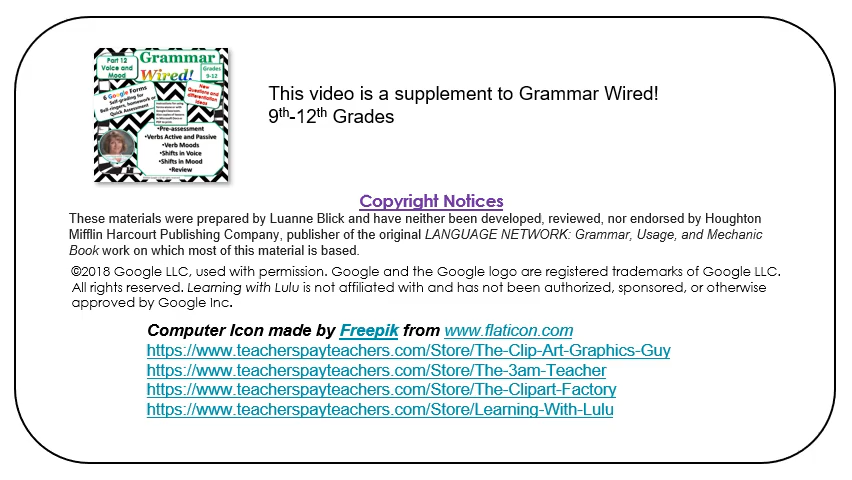 Part 12
Voice and
Mood
Grammar
Wired!
Grades
9-12
6 Google Forms
Self-grading for
Bell-ringers, homework or
Quick Assessment
New
Questions and
differentiation
ideas
•Pre-assessment
•Verbs Active and Passive
•Verb Moods
•Shifts in Voice
•Shifts in Mood
•Review
This video is a supplement to Grammar Wired!
9th-12th Grades
Copyright Notices
These materials were prepared by Luanne Blick and have neither been developed, reviewed, nor endorsed by Houghton
Mifflin Harcourt Publishing Company, publisher of the original LANGUAGE NETWORK: Grammar, Usage, and Mechanic
Book work on which most of this material is based.
©2018 Google LLC, used with permission. Google and the Google logo are registered trademarks of Google LLC.
All rights reserved. Learning with Lulu is not affiliated with and has not been authorized, sponsored, or otherwise
approved by Google Inc.
Computer Icon made by Freepik from www.flaticon.com
https://www.teacherspayteachers.com/Store/The-Clip-Art-Graphics-Guy
https://www.teacherspayteachers.com/Store/The-3am-Teacher
https://www.teacherspayteachers.com/Store/The-Clipart-Factory
https://www.teacherspayteachers.com/Store/Learning-With-Lulu